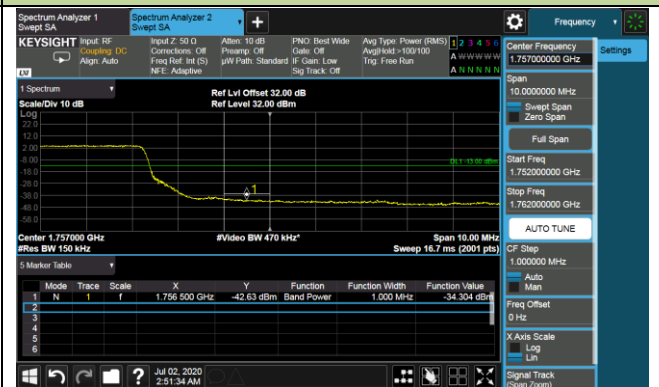 Spectrum Analyzer 1
Swept SA
Spectrum Analyzer 2
Swept SA
+
Frequency
KEYSIGHT
Input: RF
Coupling: DC
Align: Auto
Input Z: 50 Ω
Corrections: Off
Freq Ref: Int (S)
NFE: Adaptive
Atten: 10 dB
Preamp: Off
µW Path: Standard
PNO: Best Wide
Gate: Off
IF Gain: Low
Sig Track: Off
Avg Type: Power (RMS)
Avg|Hold:>100/100
Trig: Free Run
1 2 3 4 5 6
A W W W W W
A N N N N N
LXI
1 Spectrum
Scale/Div 10 dB
Ref Lvl Offset 32.00 dB
Ref Level 32.00 dBm
Log
22.0
12.0
2.00
-8.00
-18.0
-28.0
-38.0
-48.0
-58.0
DL1 -13.00 dBm
1
Center 1.757000 GHz
#Res BW 150 kHz
#Video BW 470 kHz*
Span 10.00 MHz
Sweep 16.7 ms (2001 pts)
5 Marker Table
Mode Trace Scale X Y Function Function Width Function Value
1 N 1 f 1.756 500 GHz -42.63 dBm Band Power 1.000 MHz -34.304 dBm
2
3
4
5
6
Jul 02, 2020
2:51:34 AM
?
Center Frequency
1.757000000 GHz
Settings
Span
10.0000000 MHz
Swept Span
Zero Span
Full Span
Start Freq
1.752000000 GHz
Stop Freq
1.762000000 GHz
AUTO TUNE
CF Step
1.000000 MHz
Auto
Man
Freq Offset
0 Hz
X Axis Scale
Log
Lin
Signal Track
(Span Zoom)